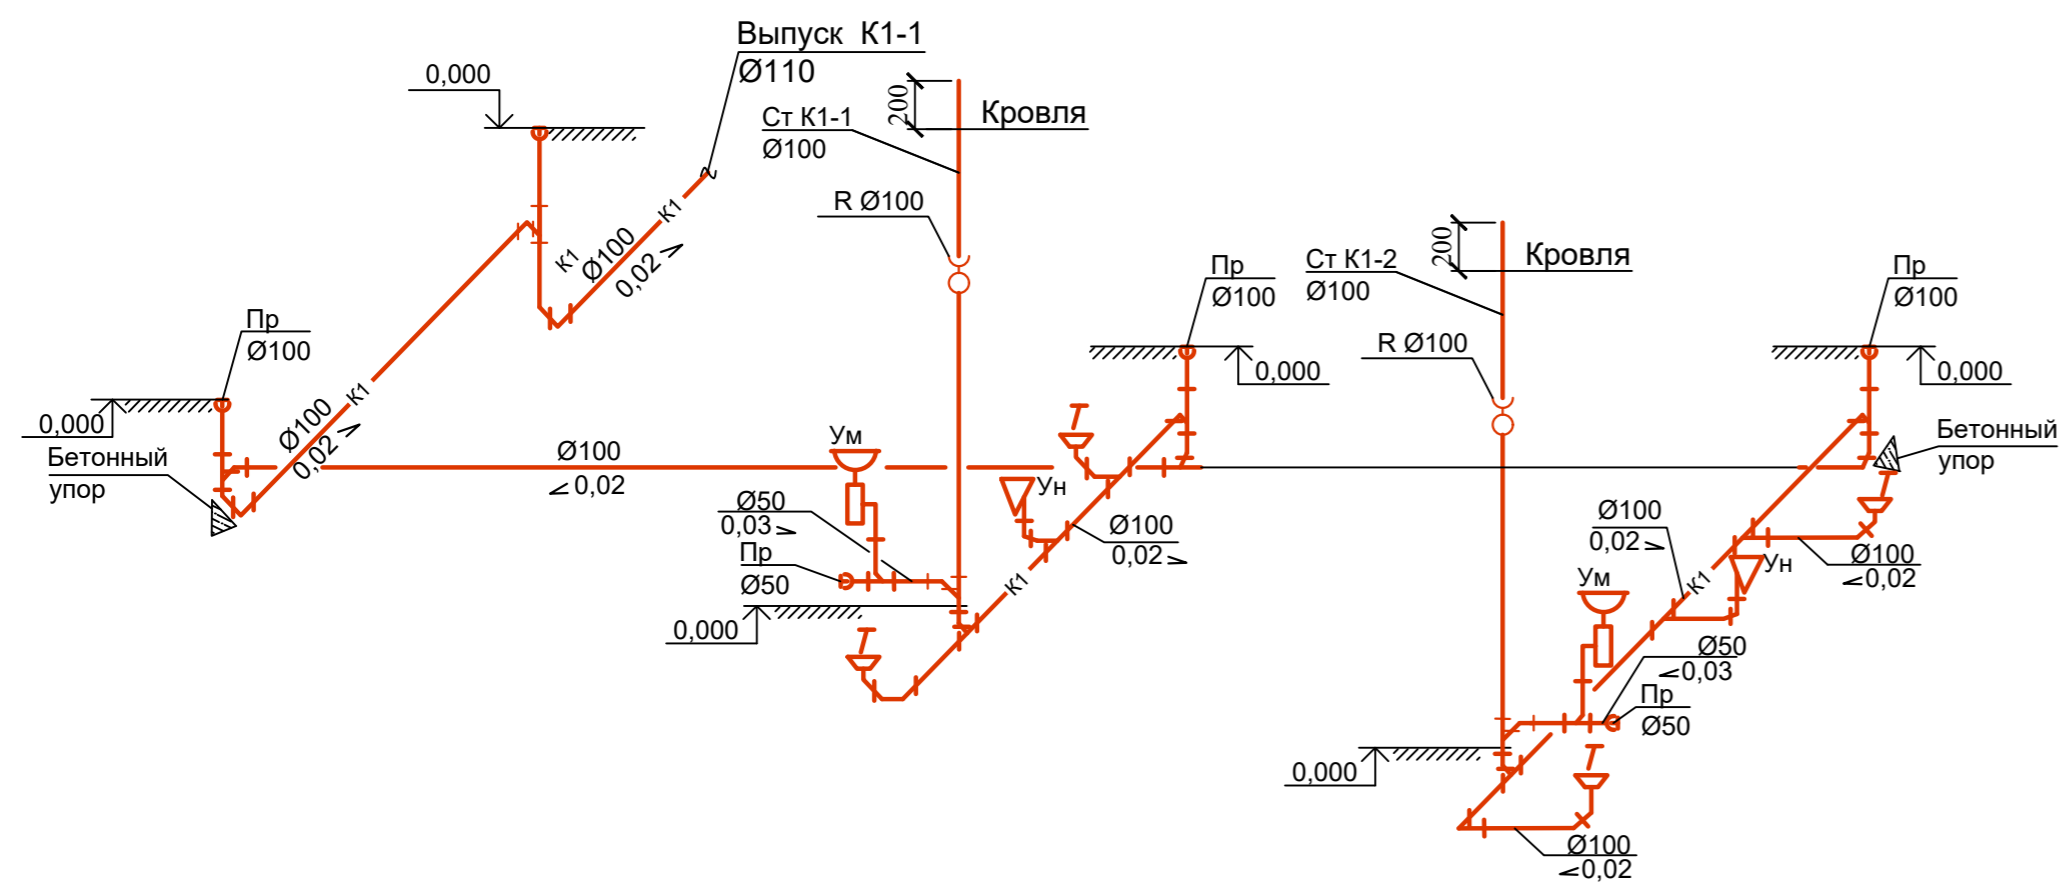 Выпуск К1-1
Ø110
0,000
200
Кровля
Ст К1-1
Ø100
R Ø100
К1
К1
Ø100
0,02
Пр
Ø100
0,000
Бетонный
упор
К1
Ø100
0,02
Ø100
0,02
Ум
Ø50
0,03
Пр
Ø50
0,000
Ун
К1
Ø100
0,02
Пр
Ø100
0,000
200
Кровля
Ст К1-2
Ø100
R Ø100
Пр
Ø100
0,000
Бетонный
упор
Ø100
0,02
К1
Ум
Ун
Ø100
0,02
Ø50
0,03
Пр
Ø50
0,000
Ø100
0,02